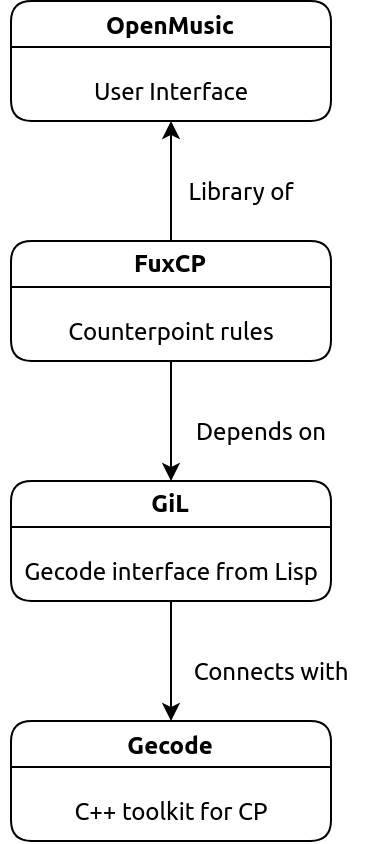 OpenMusic
User Interface
Library of
FuxCP
Counterpoint rules
Depends on
GiL
Gecode interface from Lisp
Connects with
Gecode
C++ toolkit for CP